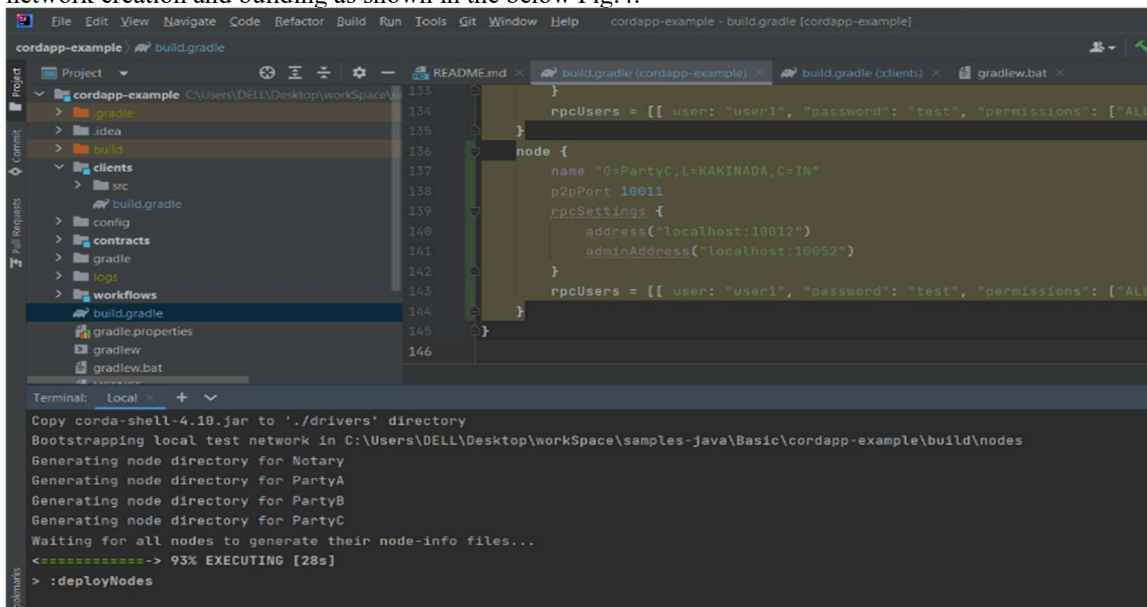 network creation and building as shown in the below Fig.4.
File Edit View Navigate Code Refactor Build Run Tools Git Window Help cordapp-example - build.gradle [cordapp-example]
cordapp-example build.gradle
Project
README.md build.gradle (cordapp-example) build.gradle (:clients) gradlew.bat
Project
Commit
Pull Requests
Bookmarks
cordapp-example C:\Users\DELL\Desktop\workSpace\
.gradle
.idea
build
clients
src
build.gradle
config
contracts
gradle
logs
workflows
build.gradle
gradle.properties
gradlew
gradlew.bat
133 }
134 rpcUsers = [[ user: "user1", "password": "test", "permissions": ["ALL
135 }
136 node {
137 name "O=PartyC,L=KAKINADA,C=IN"
138 p2pPort 10011
139 rpcSettings {
140 address("localhost:10012")
141 adminAddress("localhost:10052")
142 }
143 rpcUsers = [[ user: "user1", "password": "test", "permissions": ["ALL
144 }
145 }
146
Terminal: Local
Copy corda-shell-4.10.jar to './drivers' directory
Bootstrapping local test network in C:\Users\DELL\Desktop\workSpace\samples-java\Basic\cordapp-example\build\nodes
Generating node directory for Notary
Generating node directory for PartyA
Generating node directory for PartyB
Generating node directory for PartyC
Waiting for all nodes to generate their node-info files...
<============-> 93% EXECUTING [28s]
> :deployNodes